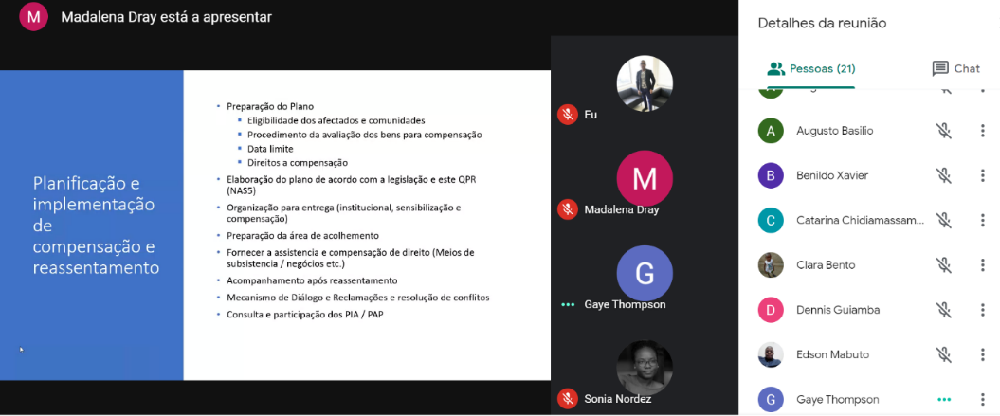 M Madalena Dray está a apresentar
Planificação e
implementação
de
compensação e
reassentamento
Preparação do Plano
Eligibilidade dos afectados e comunidades
Procedimento da avaliação dos bens para compensação
Data limite
Direitos a compensação
Elaboração do plano de acordo com a legislação e este QPR
(NAS5)
Organização para entrega (institucional, sensibilização e
compensação)
Preparação da área de acolhemento
Fornecer a assistencia e compensação de direito (Meios de
subsistencia / negócios etc.)
Acompanhamento após reassentamento
Mecanismo de Diálogo e Reclamações e resolução de conflitos
Consulta e participação dos PIA / PAP
Eu
M
Madalena Dray
G
Gaye Thompson
Sonia Nordez
Detalhes da reunião
Pessoas (21)
Chat
A Augusto Basilio
B Benildo Xavier
C Catarina Chidiamassam...
Clara Bento
D Dennis Guiamba
Edson Mabuto
G Gaye Thompson